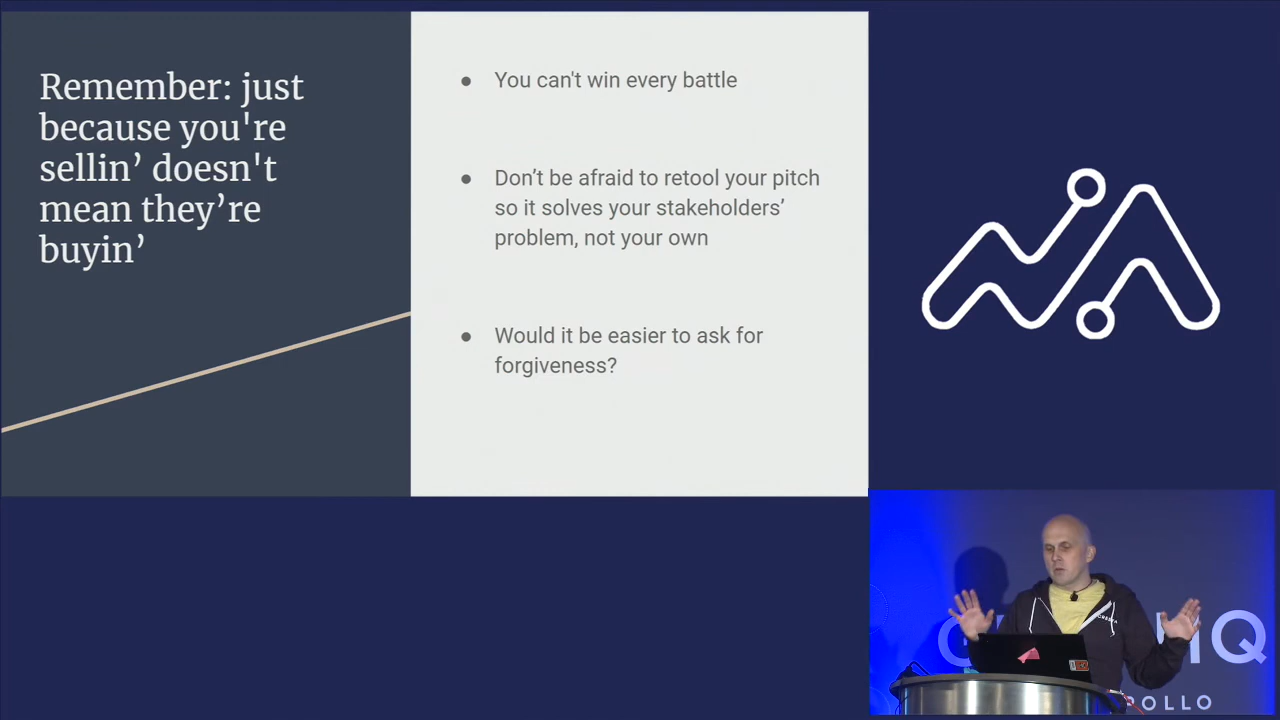 Remember: just
because you're
sellin’ doesn't
mean they’re
buyin’
● You can't win every battle
● Don’t be afraid to retool your pitch
so it solves your stakeholders’
problem, not your own
● Would it be easier to ask for
forgiveness?